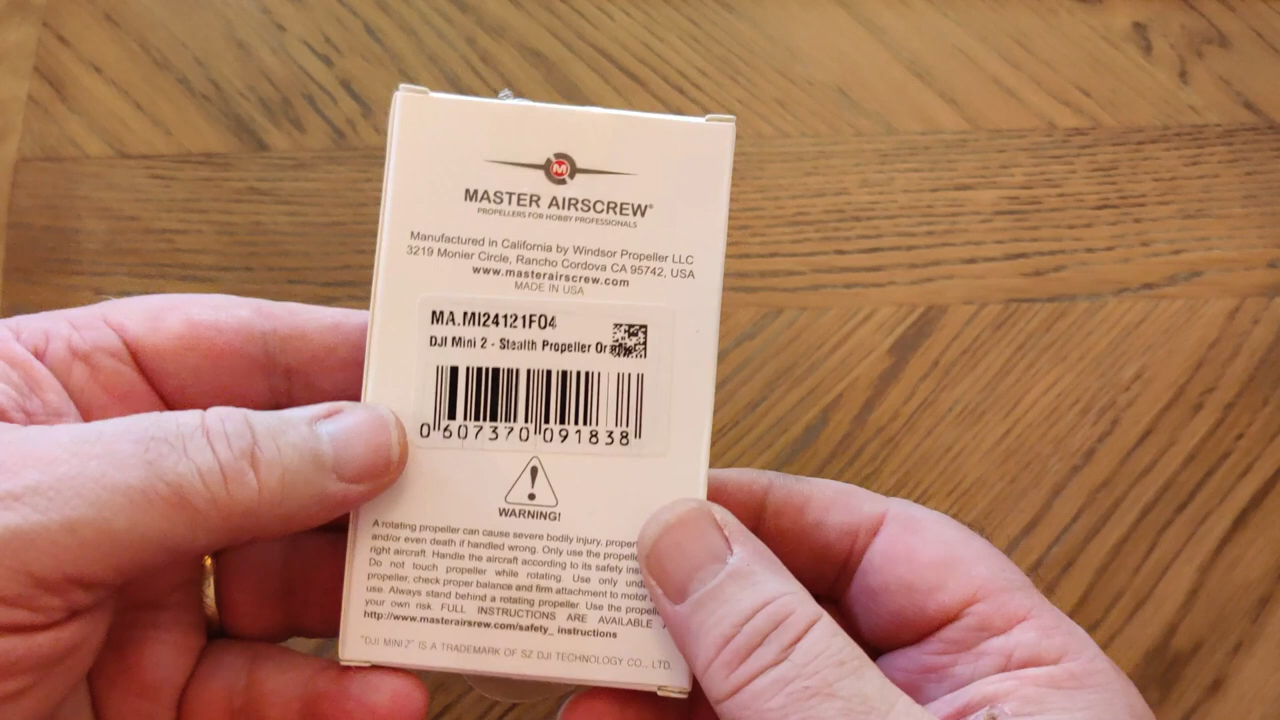 M
MASTER AIRSCREW®
PROPELLERS FOR HOBBY PROFESSIONALS
Manufactured in California by Windsor Propeller LLC
3219 Monier Circle, Rancho Cordova CA 95742, USA
www.masterairscrew.com
MADE IN USA
MA.MI24121F04
DJI Mini 2 - Stealth Propeller
0 607370 091838
WARNING!
A rotating propeller can cause severe bodily injury,
and/or even death if handled wrong. Only use the
right aircraft. Handle the aircraft according to its safety
Do not touch propeller while rotating. Use only
propeller, check proper balance and firm attachment to motor
use. Always stand behind a rotating propeller. Use the
your own risk. FULL INSTRUCTIONS ARE AVAILABLE
http://www.masterairsrew.com/safety_ instructions
"DJI MINI 2" IS A TRADEMARK OF SZ DJI TECHNOLOGY CO., LTD.